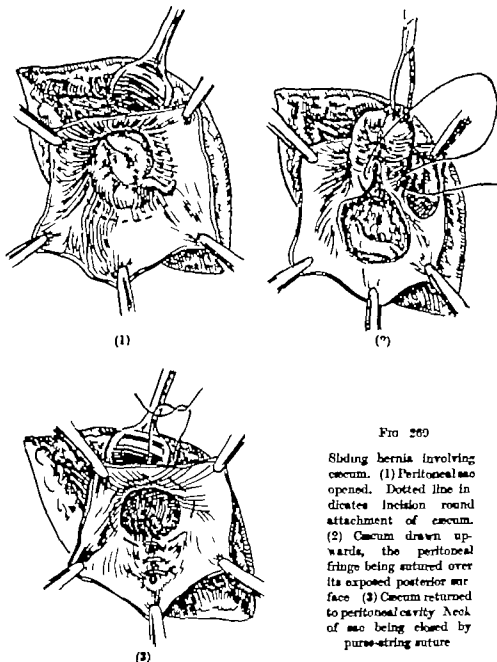 (1)
(2)
(3)
FIG 269
Sliding hernia involving
cæcum. (1) Peritoneal sac
opened. Dotted line in
dicates incision round
attachment of cæcum.
(2) Cæcum drawn up-
wards, the peritoneal
fringe being sutured over
its exposed posterior sur
face (3) Cæcum returned
to peritoneal cavity Neck
of sac being closed by
purse-string suture